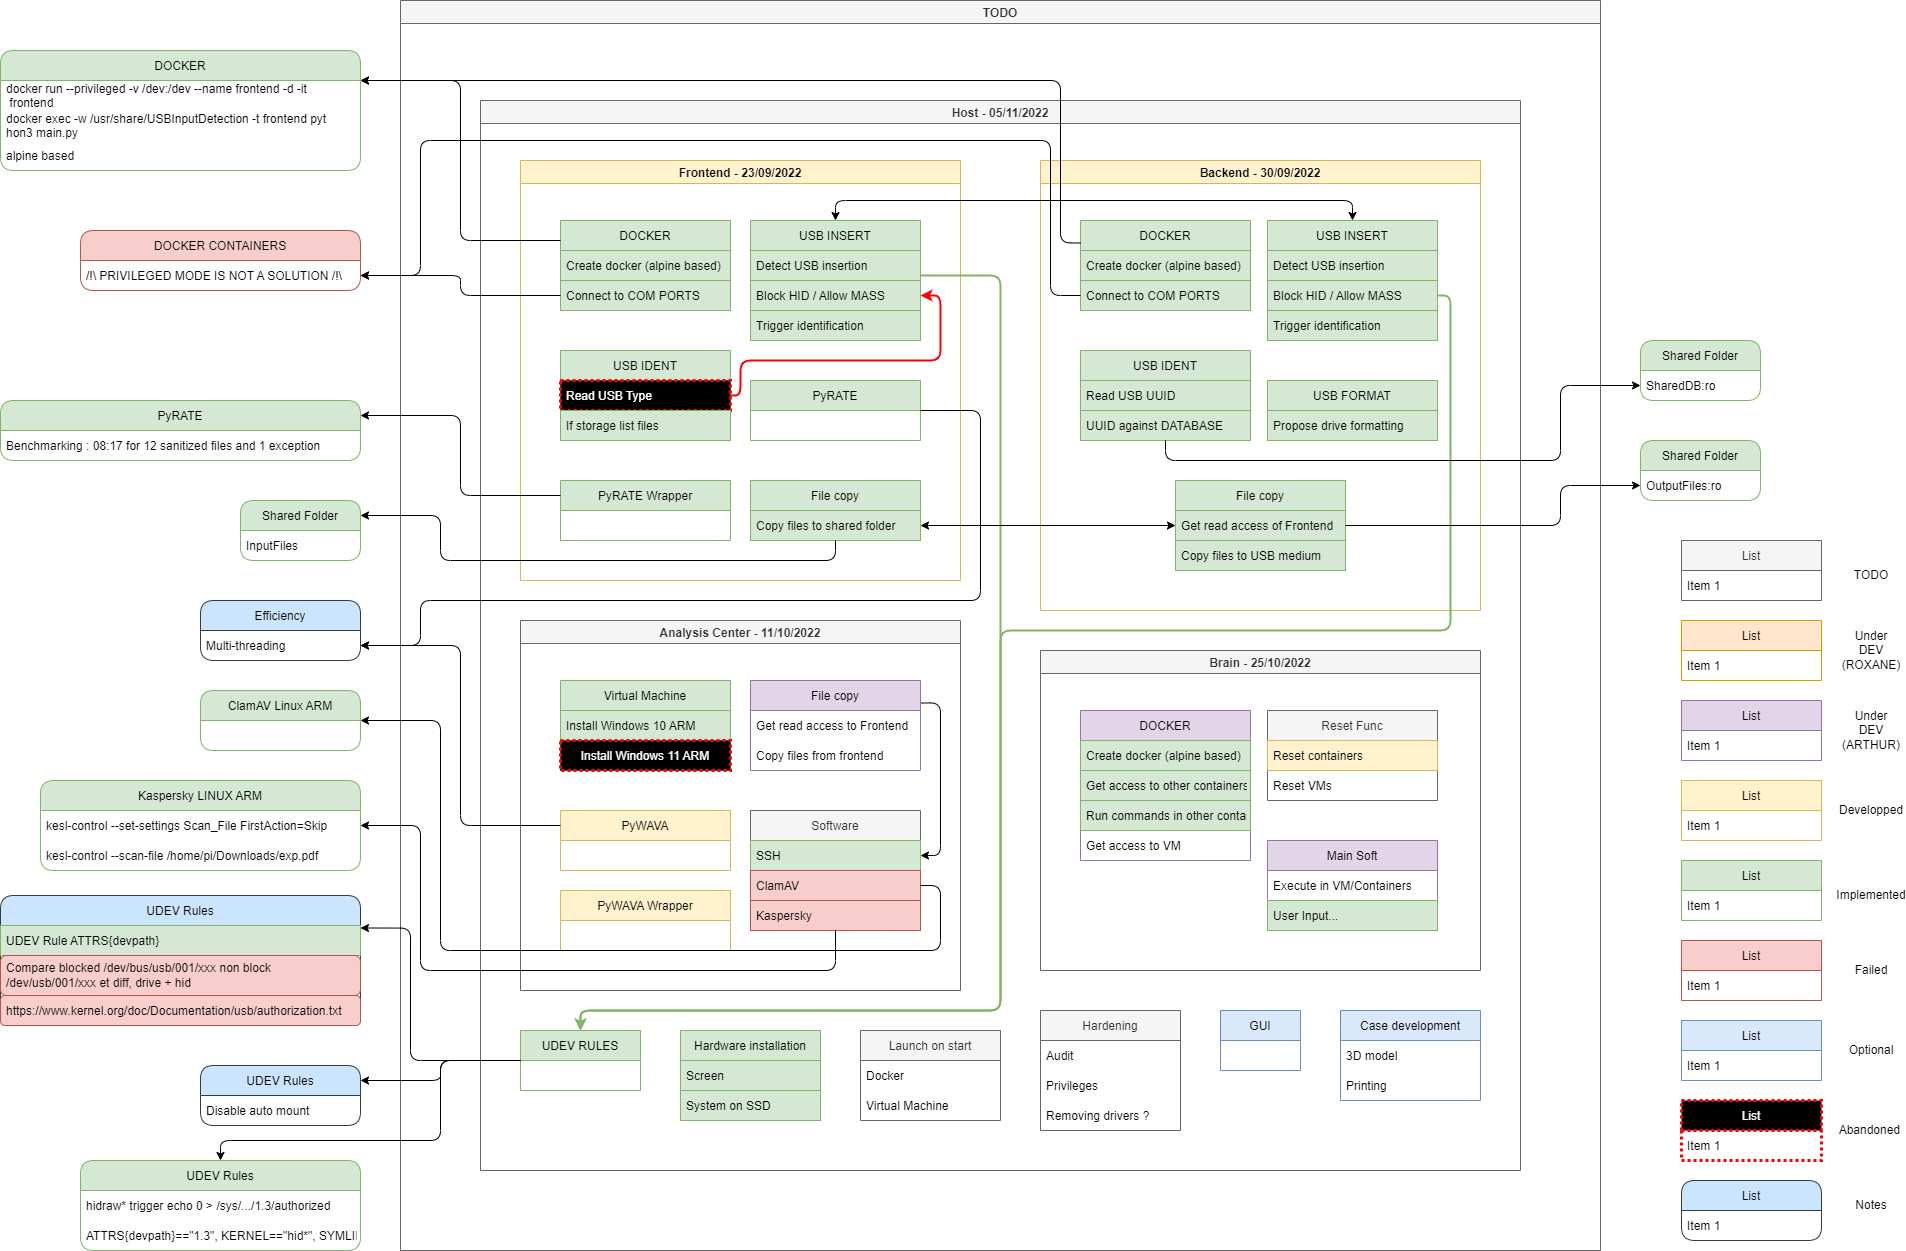 TODO
DOCKER
docker run --privileged -v /dev:/dev --name frontend -d -it
frontend
docker exec -w /usr/share/USBInputDetection -t frontend pyt
hon3 main.py
alpine based
DOCKER CONTAINERS
/!\ PRIVILEGED MODE IS NOT A SOLUTION /!\
PyRATE
Benchmarking : 08:17 for 12 sanitized files and 1 exception
Shared Folder
InputFiles
Efficiency
Multi-threading
ClamAV Linux ARM
Kaspersky LINUX ARM
kesl-control --set-settings Scan_File FirstAction=Skip
kesl-control --scan-file /home/pi/Downloads/exp.pdf
UDEV Rules
UDEV Rule ATTRS{devpath}
Compare blocked /dev/bus/usb/001/xxx non block
/dev/usb/001/xxx et diff, drive + hid
https://www.kernel.org/doc/Documentation/usb/authorization.txt
UDEV Rules
Disable auto mount
UDEV Rules
hidraw* trigger echo 0 > /sys/.../1.3/authorized
ATTRS{devpath}=="1.3", KERNEL=="hid*", SYMLI
Host - 05/11/2022
Frontend - 23/09/2022
DOCKER
Create docker (alpine based)
Connect to COM PORTS
USB INSERT
Detect USB insertion
Block HID / Allow MASS
Trigger identification
USB IDENT
Read USB Type
If storage list files
PyRATE
PyRATE Wrapper
File copy
Copy files to shared folder
Backend - 30/09/2022
DOCKER
Create docker (alpine based)
Connect to COM PORTS
USB INSERT
Detect USB insertion
Block HID / Allow MASS
Trigger identification
USB IDENT
Read USB UUID
UUID against DATABASE
USB FORMAT
Propose drive formatting
File copy
Get read access of Frontend
Copy files to USB medium
Analysis Center - 11/10/2022
Virtual Machine
Install Windows 10 ARM
Install Windows 11 ARM
File copy
Get read access to Frontend
Copy files from frontend
PyWAVA
PyWAVA Wrapper
Software
SSH
ClamAV
Kaspersky
Brain - 25/10/2022
DOCKER
Create docker (alpine based)
Get access to other containers
Run commands in other conta
Get access to VM
Reset Func
Reset containers
Reset VMs
Main Soft
Execute in VM/Containers
User Input...
UDEV RULES
Hardware installation
Screen
System on SSD
Launch on start
Docker
Virtual Machine
Hardening
Audit
Privileges
Removing drivers ?
GUI
Case development
3D model
Printing
Shared Folder
SharedDB:ro
Shared Folder
OutputFiles:ro
List
Item 1
TODO
List
Item 1
Under
DEV
(ROXANE)
List
Item 1
Under
DEV
(ARTHUR)
List
Item 1
Developped
List
Item 1
Implemented
List
Item 1
Failed
List
Item 1
Optional
List
Item 1
Abandoned
List
Item 1
Notes